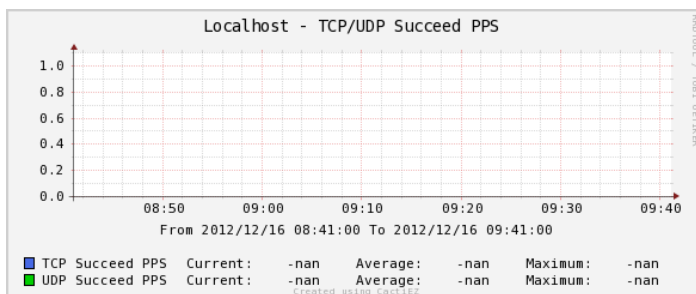 Localhost - TCP/UDP Succeed PPS
1.0
0.8
0.6
0.4
0.2
0.0
08:50 09:00 09:10 09:20 09:30 09:40
From 2012/12/16 08:41:00 To 2012/12/16 09:41:00
TCP Succeed PPS Current: -nan Average: -nan Maximum: -nan
UDP Succeed PPS Current: -nan Average: -nan Maximum: -nan
Created using CactiEZ